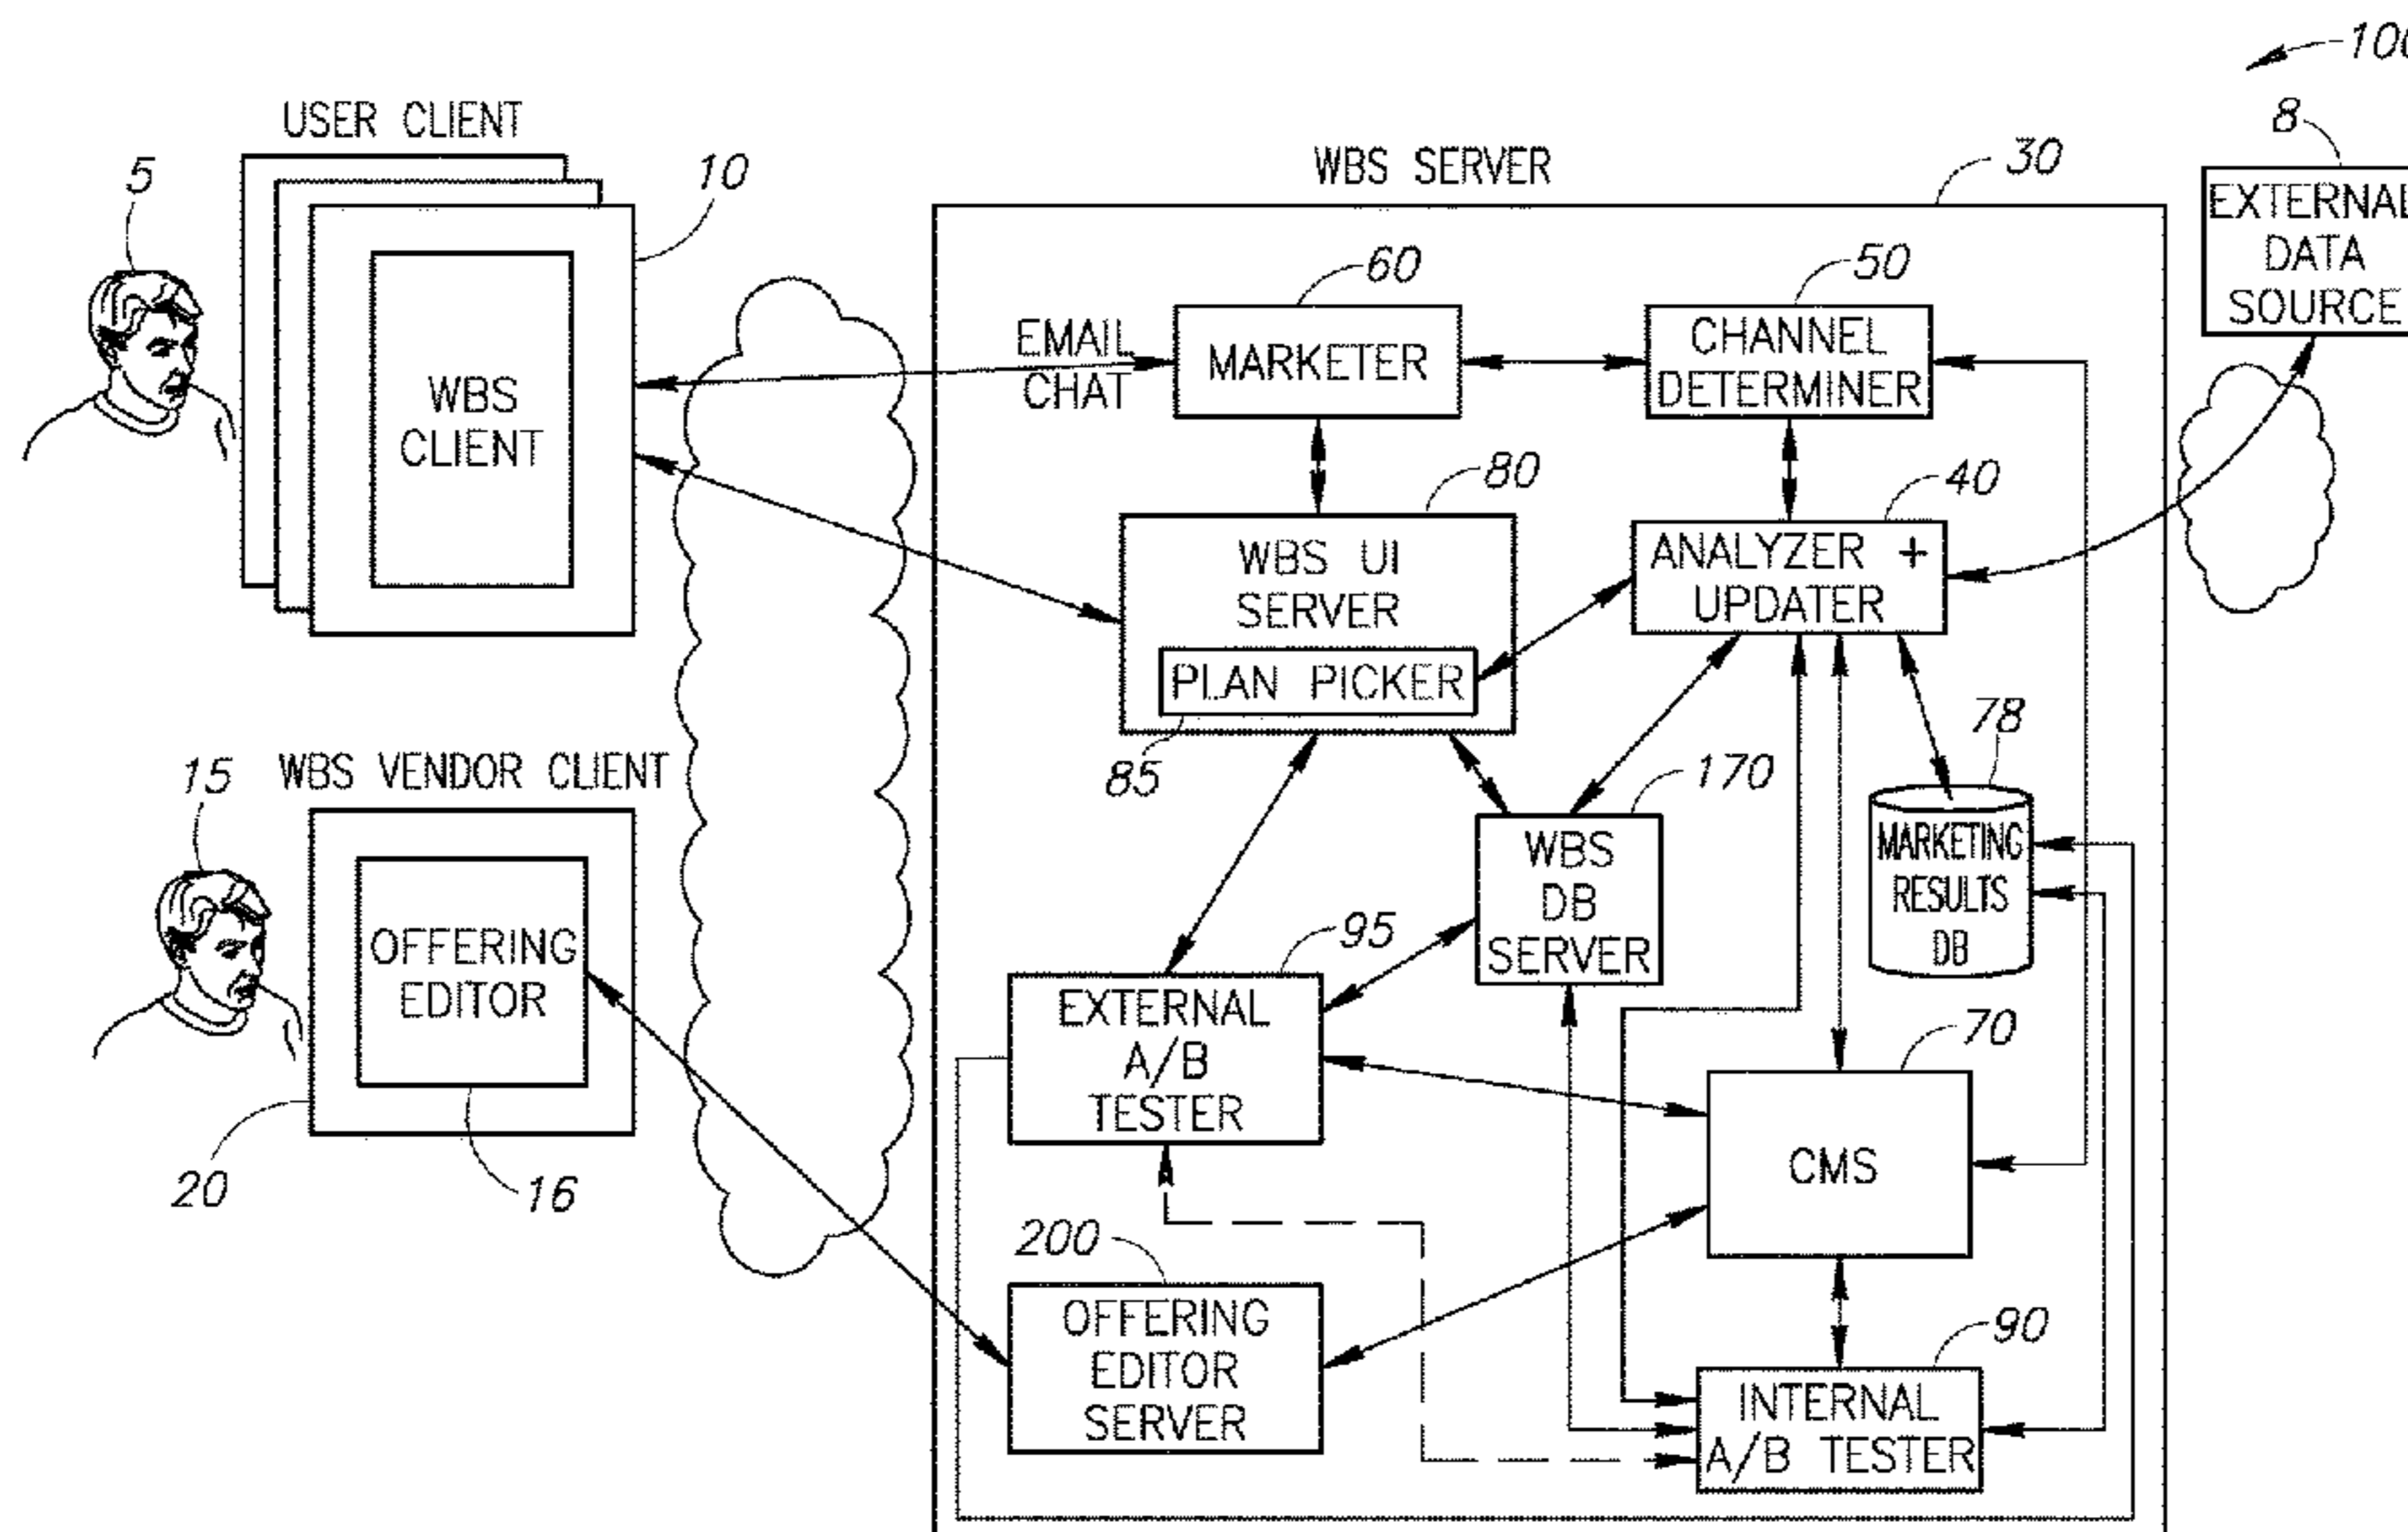 100
USER CLIENT
8
5
10
WBS SERVER
30
EXTERNAL
DATA
SOURCE
60
50
EMAIL
CHAT
MARKETER
CHANNEL
DETERMINER
WBS
CLIENT
80
40
WBS UI
SERVER
ANALYZER +
UPDATER
PLAN PICKER
85
170
78
15
WBS VENDOR CLIENT
WBS
DB
SERVER
MARKETING
RESULTS
DB
OFFERING
EDITOR
95
EXTERNAL
A/B
TESTER
70
CMS
20
16
200
OFFERING
EDITOR
SERVER
90
INTERNAL
A/B TESTER